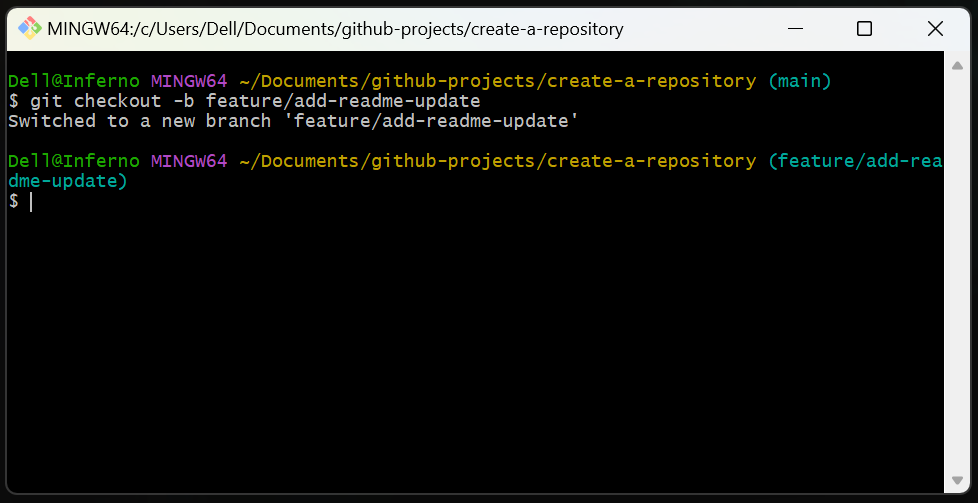 MINGW64:/c/Users/Dell/Documents/github-projects/create-a-repository
Dell@Inferno MINGW64 ~/Documents/github-projects/create-a-repository (main)
$ git checkout -b feature/add-readme-update
Switched to a new branch 'feature/add-readme-update'
Dell@Inferno MINGW64 ~/Documents/github-projects/create-a-repository (feature/add-rea
dme-update)
$